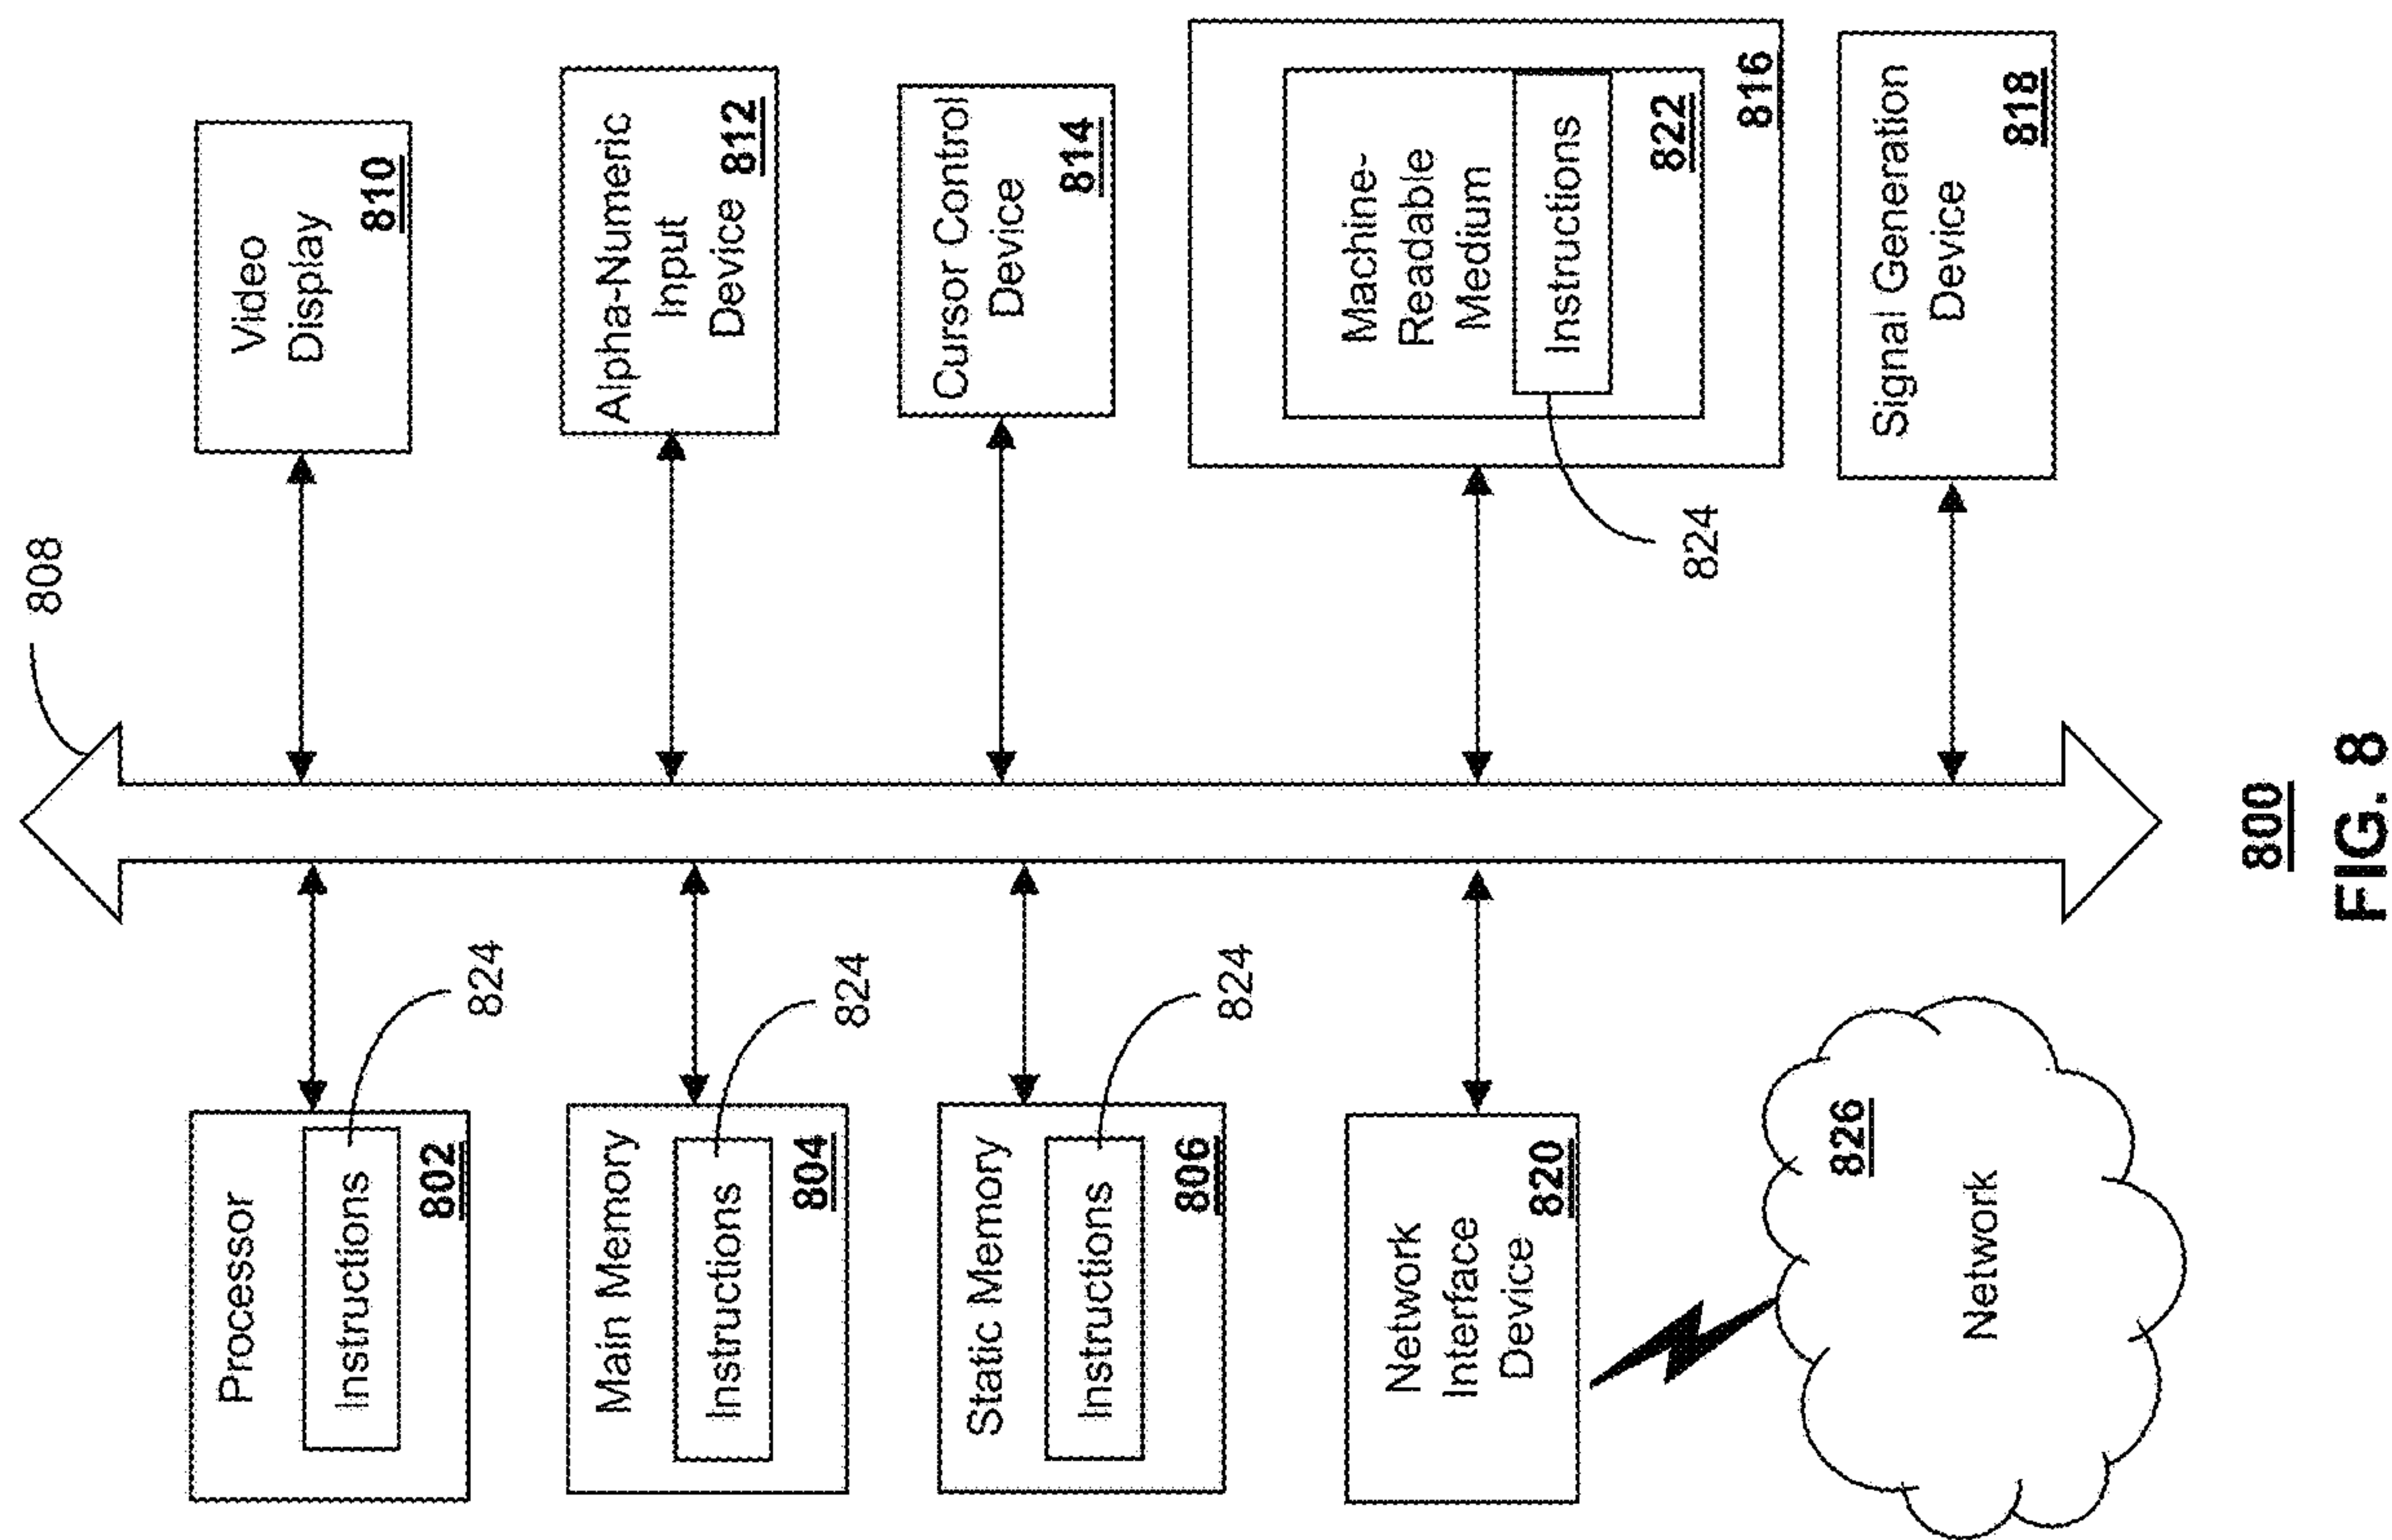 808
Video
Display
810
Alpha-Numeric
Input
Device 812
Cursor Control
Device
814
Machine-
Readable
Medium
Instructions
822
816
824
Signal Generation
Device
818
Processor
Instructions
802
824
Main Memory
Instructions
804
824
Static Memory
Instructions
806
824
Network
Interface
Device
820
826
Network
800
FIG. 8